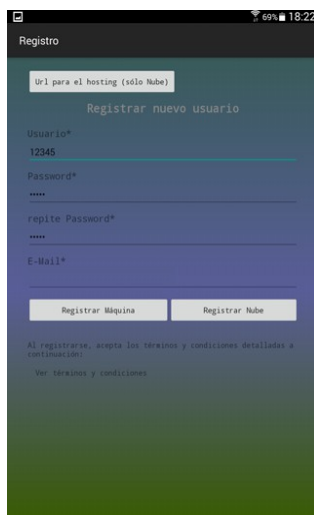 69% 18:22
Registro
Url para el hosting (sólo Nube)
Registrar nuevo usuario
Usuario*
12345
Password*
•••••
repite Password*
•••••
E-Mail*
Registrar Máquina Registrar Nube
Al registrarse, acepta los términos y condiciones detalladas a
continuación:
Ver términos y condiciones